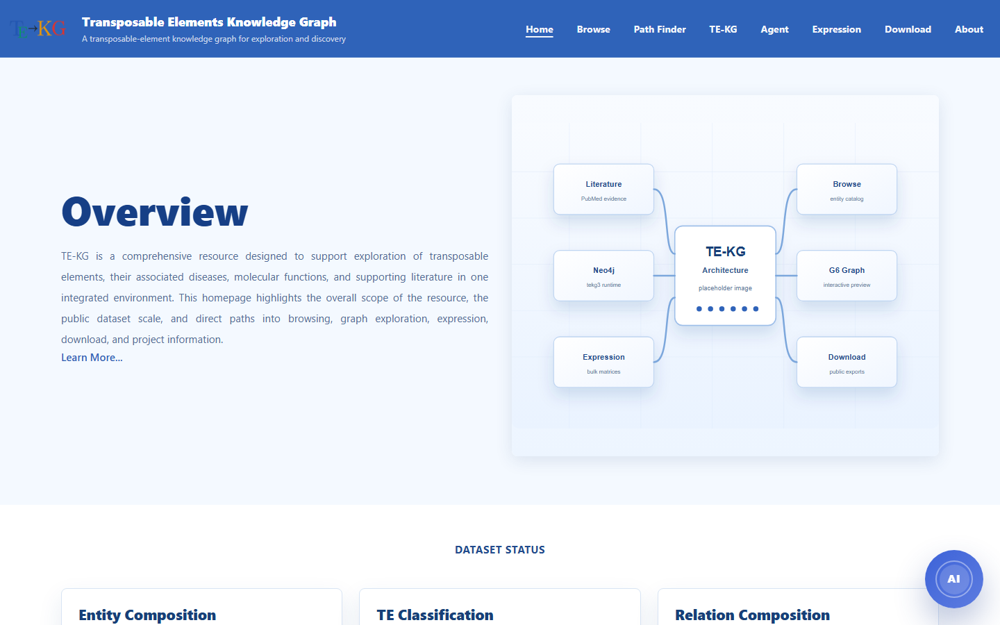 TE→KG
Transposable Elements Knowledge Graph
A transposable-element knowledge graph for exploration and discovery
Home
Browse
Path Finder
TE-KG
Agent
Expression
Download
About
Overview
TE-KG is a comprehensive resource designed to support exploration of transposable
elements, their associated diseases, molecular functions, and supporting literature in one
integrated environment. This homepage highlights the overall scope of the resource, the
public dataset scale, and direct paths into browsing, graph exploration, expression,
download, and project information.
Learn More...
Literature
PubMed evidence
Neo4j
tekg3 runtime
Expression
bulk matrices
TE-KG
Architecture
placeholder image
Browse
entity catalog
G6 Graph
interactive preview
Download
public exports
DATASET STATUS
Entity Composition
TE Classification
Relation Composition
AI